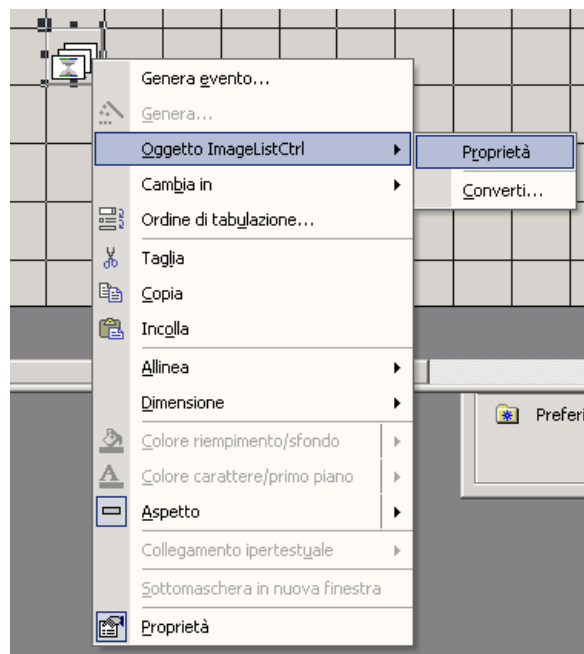 Genera evento...
Genera...
Oggetto ImageListCtrl
Proprietà
Cambia in
Converti...
Ordine di tabulazione...
Taglia
Copia
Incolla
Allinea
Dimensione
Preferi
Colore riempimento/sfondo
Colore carattere/primo piano
Aspetto
Collegamento ipertestuale
Sottomaschera in nuova finestra
Proprietà